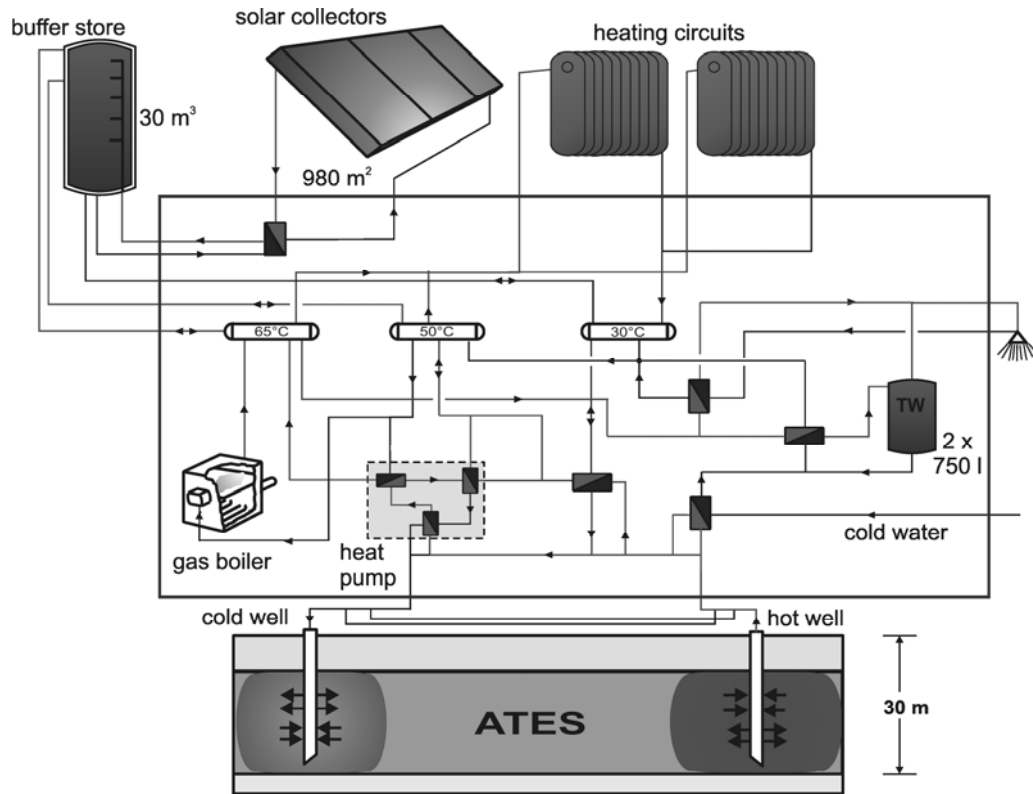 solar collectors
buffer store
heating circuits
30 m³
980 m²
65°C
50°C
30°C
TW
2 x
750 l
cold water
gas boiler
heat
pump
cold well
hot well
ATES
30 m